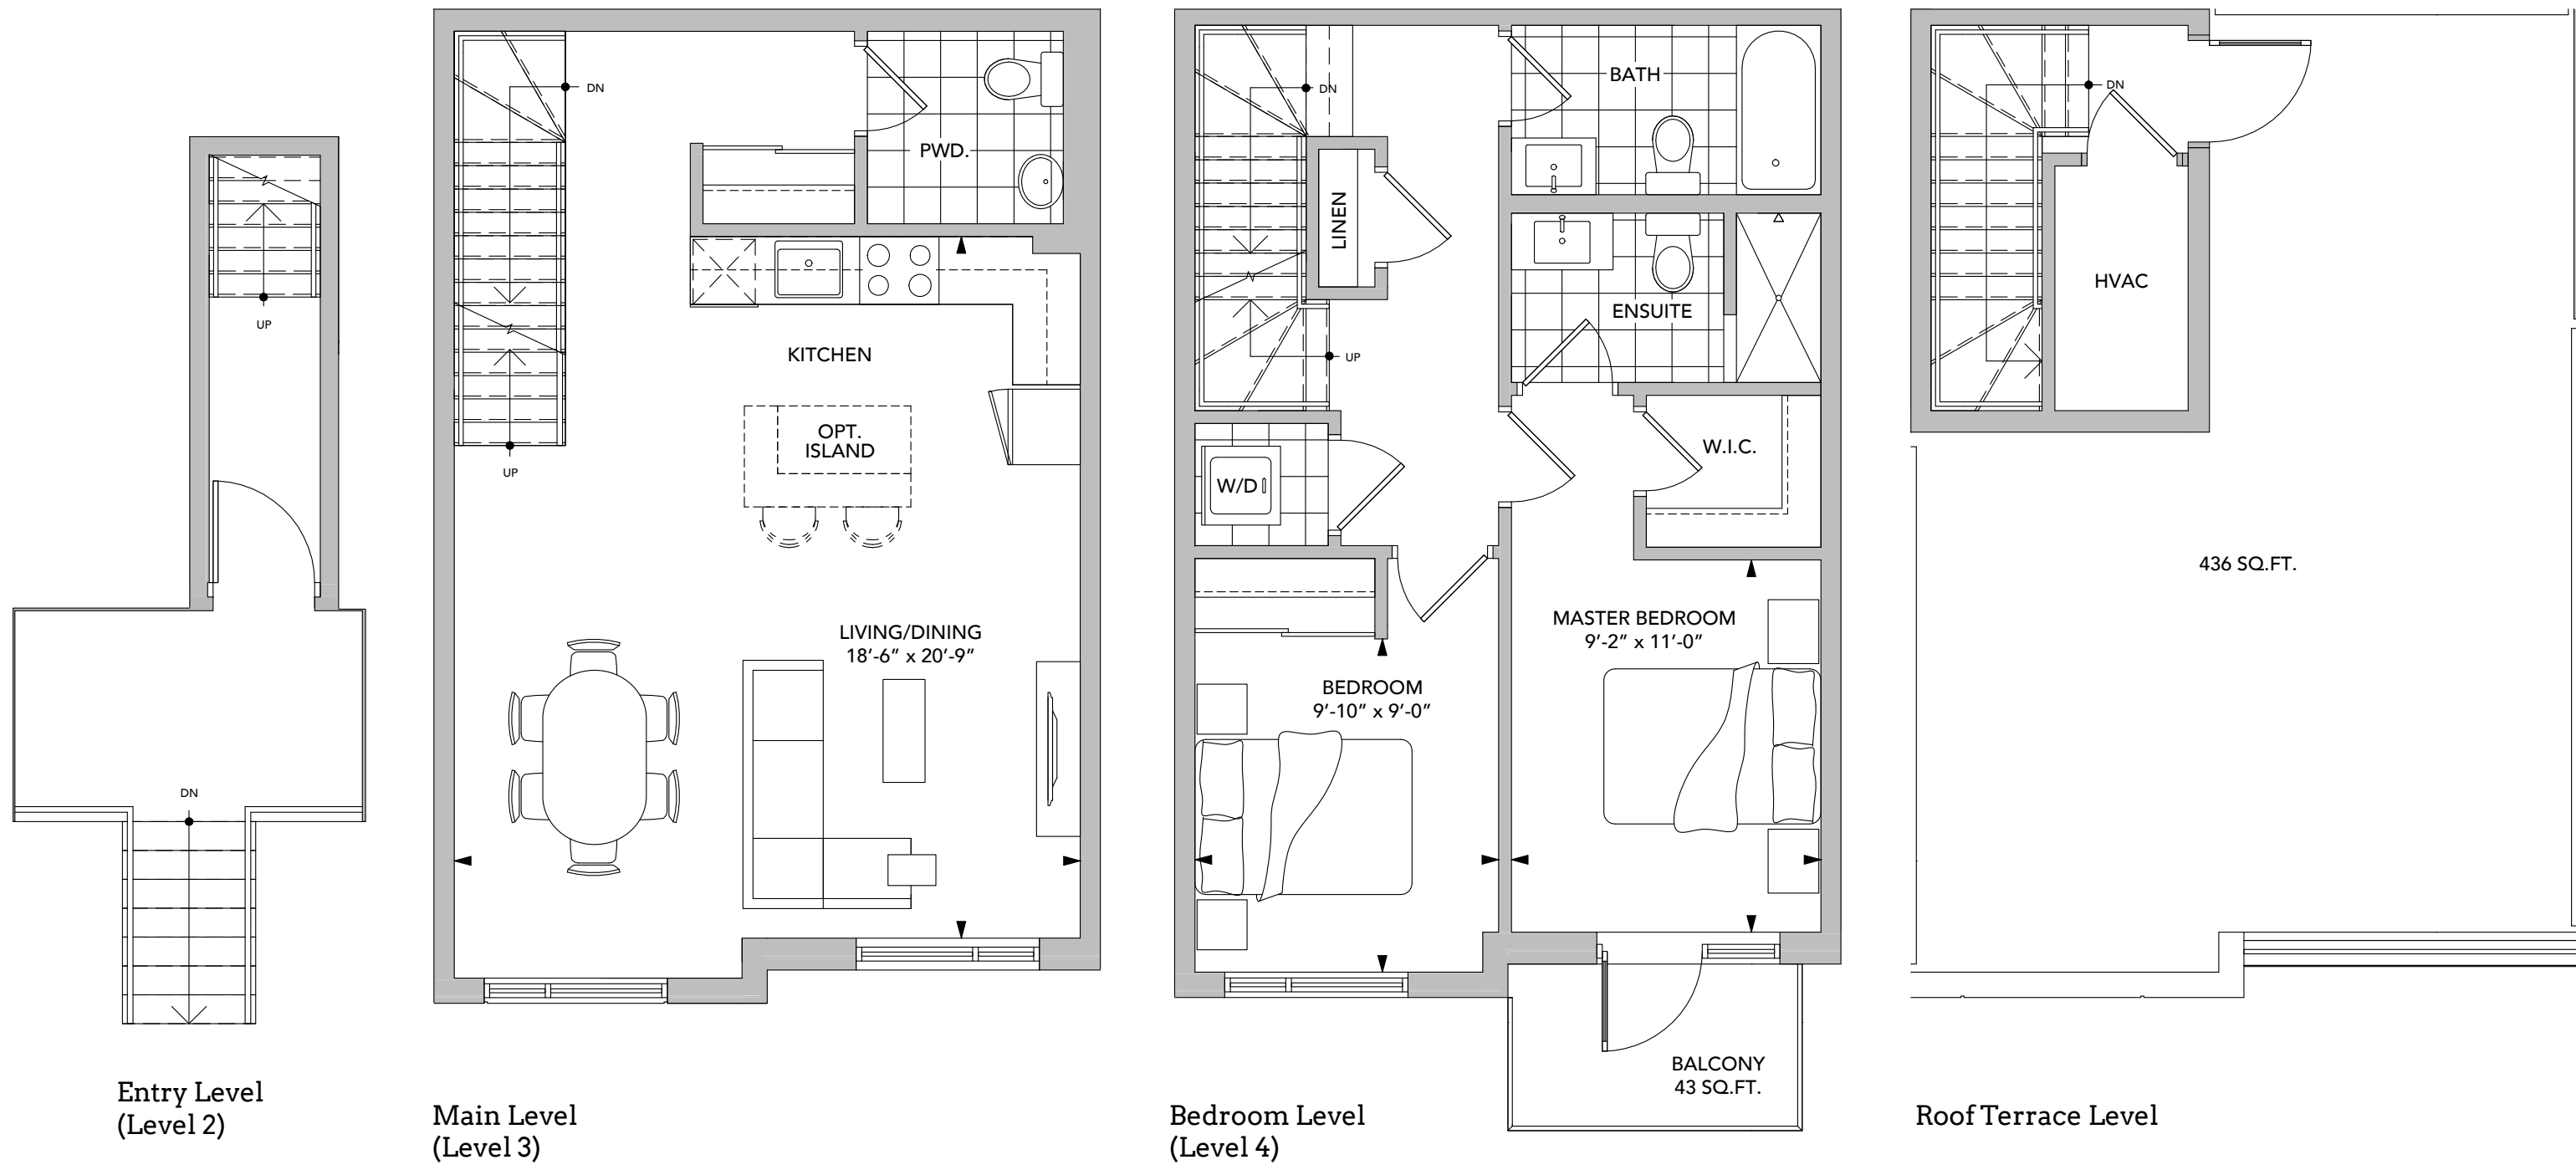 UP
DN
Entry Level
(Level 2)
DN
PWD.
KITCHEN
OPT.
ISLAND
UP
LIVING/DINING
18'-6" x 20'-9"
Main Level
(Level 3)
DN
BATH
LINEN
ENSUITE
UP
W.I.C.
W/D
MASTER BEDROOM
9'-2" x 11'-0"
BEDROOM
9'-10" x 9'-0"
BALCONY
43 SQ.FT.
Bedroom Level
(Level 4)
DN
HVAC
436 SQ.FT.
Roof Terrace Level